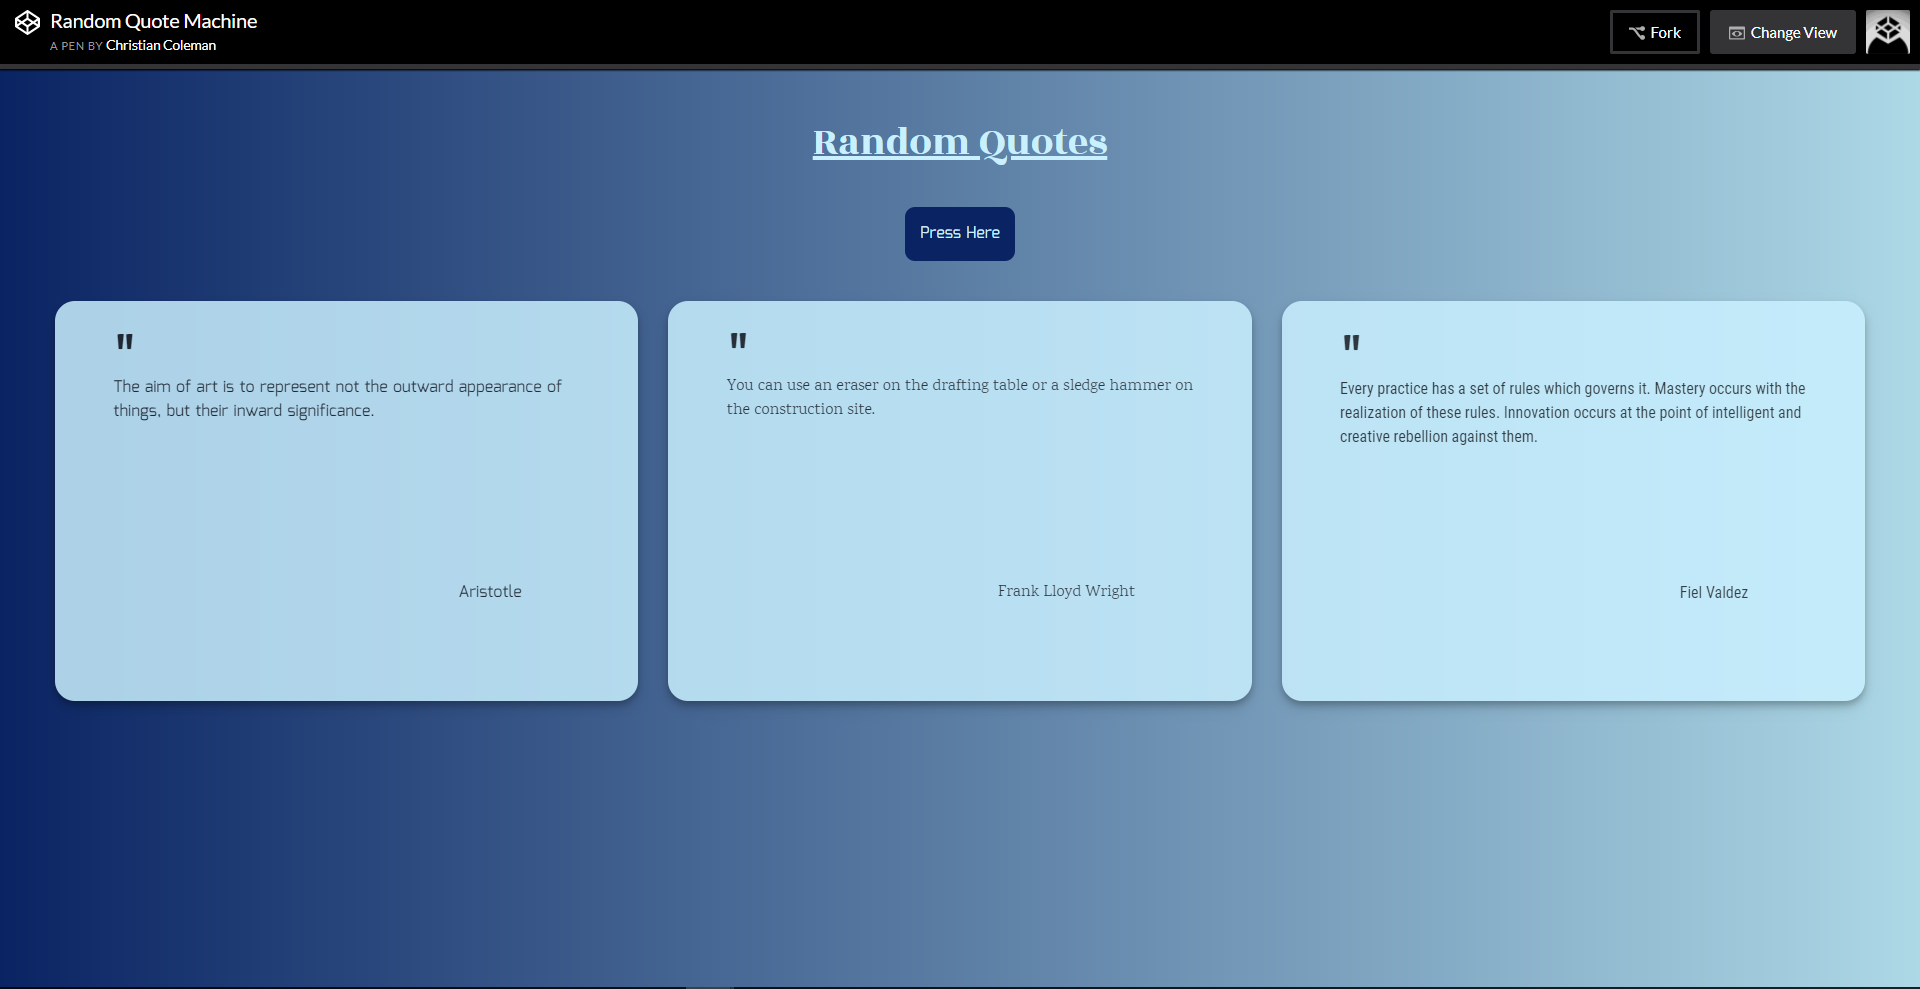 Random Quote Machine
A PEN BY Christian Coleman
Fork
Change View
Random Quotes
Press Here
"
The aim of art is to represent not the outward appearance of
things, but their inward significance.
Aristotle
"
You can use an eraser on the drafting table or a sledge hammer on
the construction site.
Frank Lloyd Wright
"
Every practice has a set of rules which governs it. Mastery occurs with the
realization of these rules. Innovation occurs at the point of intelligent and
creative rebellion against them.
Fiel Valdez